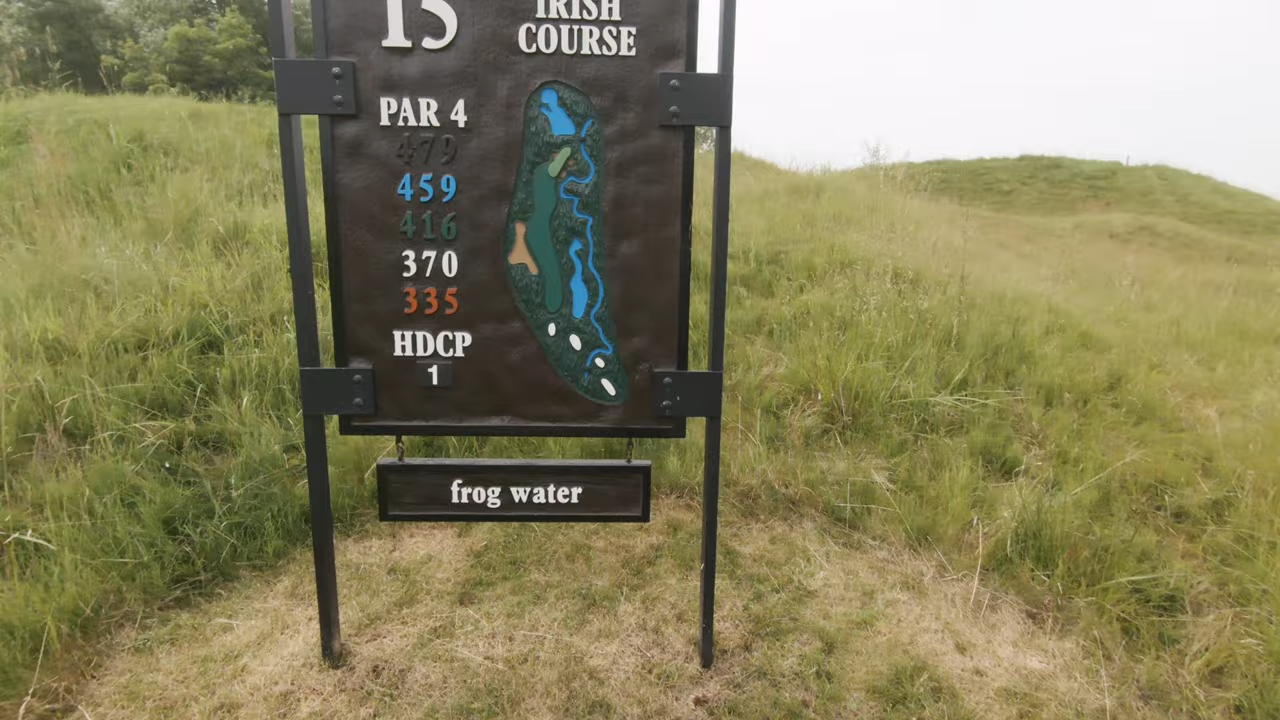 15
IRISH
COURSE
PAR 4
479
459
416
370
335
HDCP
1
frog water